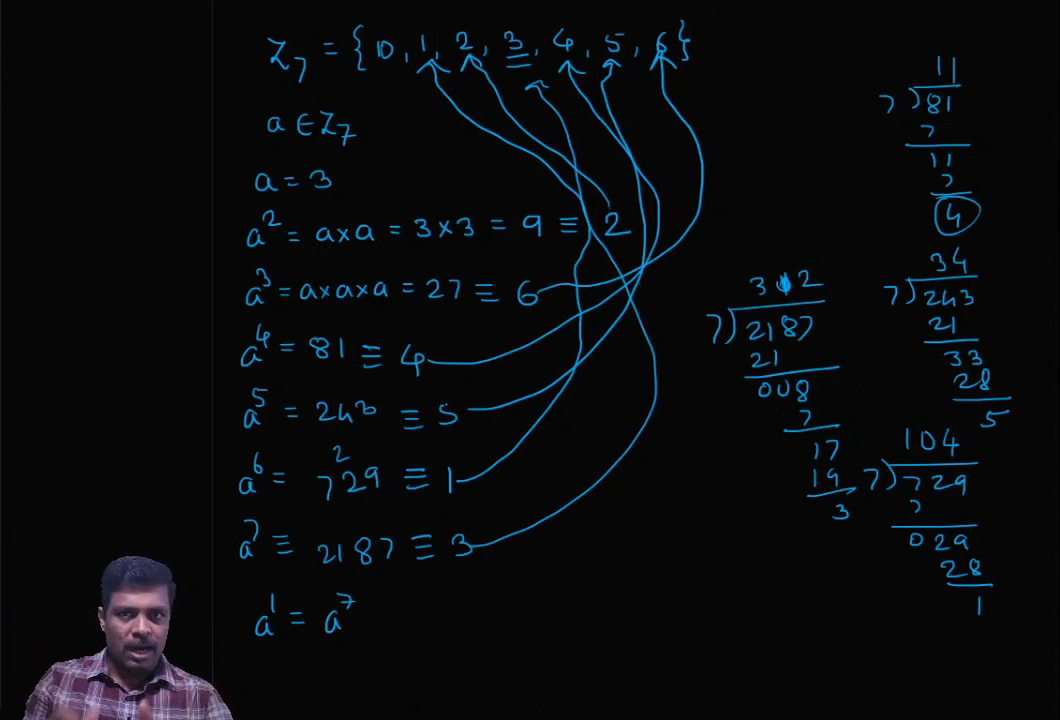 Z₇ = {10, 1, 2, 3, 4, 5, 6}
a ∈ Z₇
a = 3
a² = a×a = 3×3 = 9 ≡ 2
a³ = a×a×a = 27 ≡ 6
a⁴ = 81 ≡ 4
a⁵ = 243 ≡ 5
2
a⁶ = 729 ≡ 1
a⁷ ≡ 2187 ≡ 3
a¹ = a⁷
11
7)81
7
11
7
4
34
7)243
21
33
28
5
312
7)2187
21
008
7
17
19
3
104
7)729
7
029
28
1